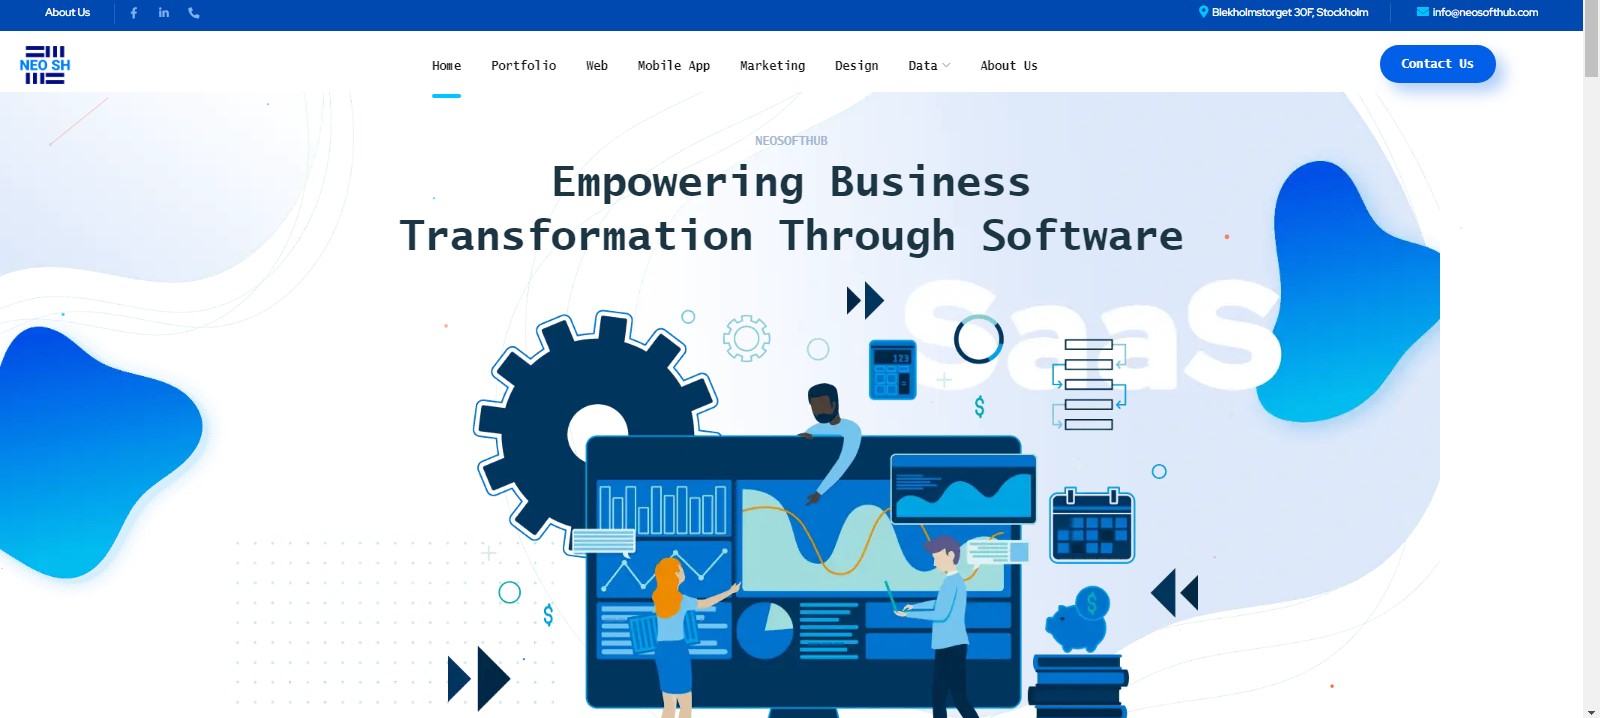 About Us
Blekholmstorget 30F, Stockholm
info@neosofthub.com
NEO SH
Home
Portfolio
Web
Mobile App
Marketing
Design
Data
About Us
Contact Us
NEOSOFTHUB
Empowering Business
Transformation Through Software
SaaS
123
$
$
$